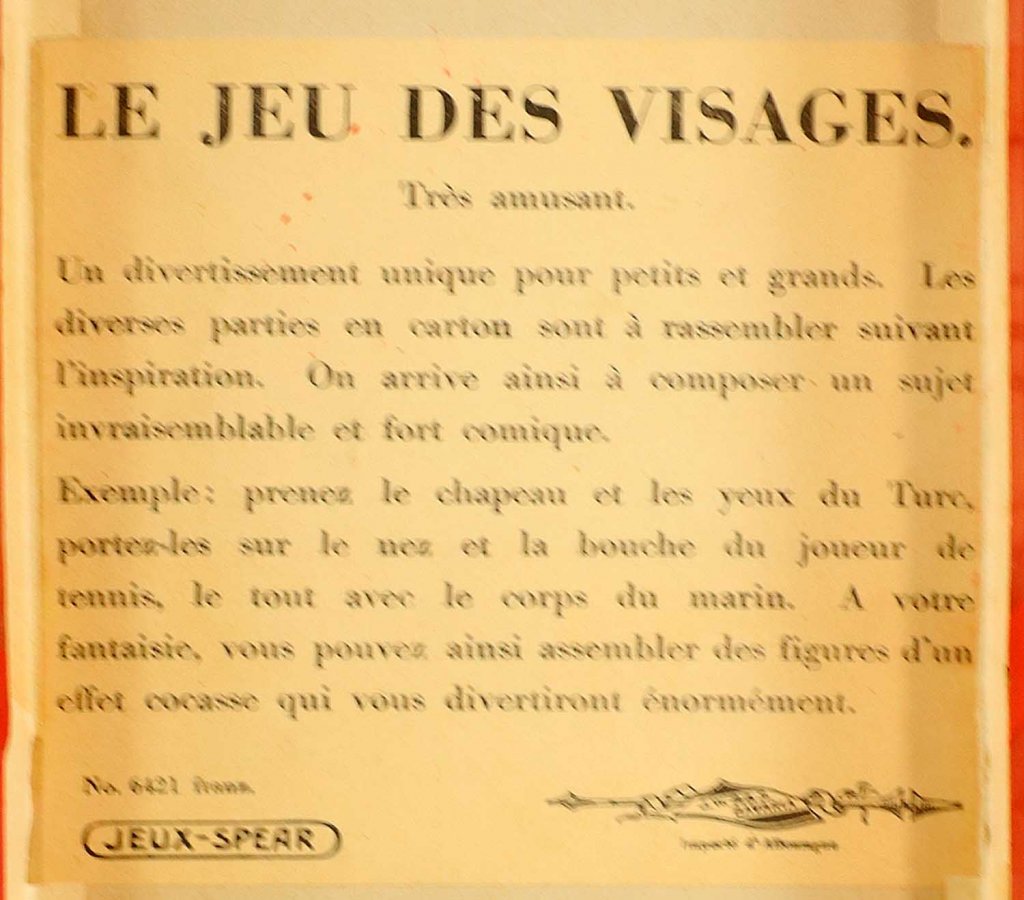 LE JEU DES VISAGES.
Très amusant.
Un divertissement unique pour petits et grands. Les
diverses parties en carton sont à rassembler suivant
l'inspiration. On arrive ainsi à composer un sujet
invraisemblable et fort comique.
Exemple: prenez le chapeau et les yeux du Turc,
portez-les sur le nez et la bouche du joueur de
tennis, le tout avec le corps du marin. A votre
fantaisie, vous pouvez ainsi assembler des figures d'un
effet cocasse qui vous divertiront énormément.
No. 6421 franz.
JEUX-SPEAR
Importé d'Allemagne